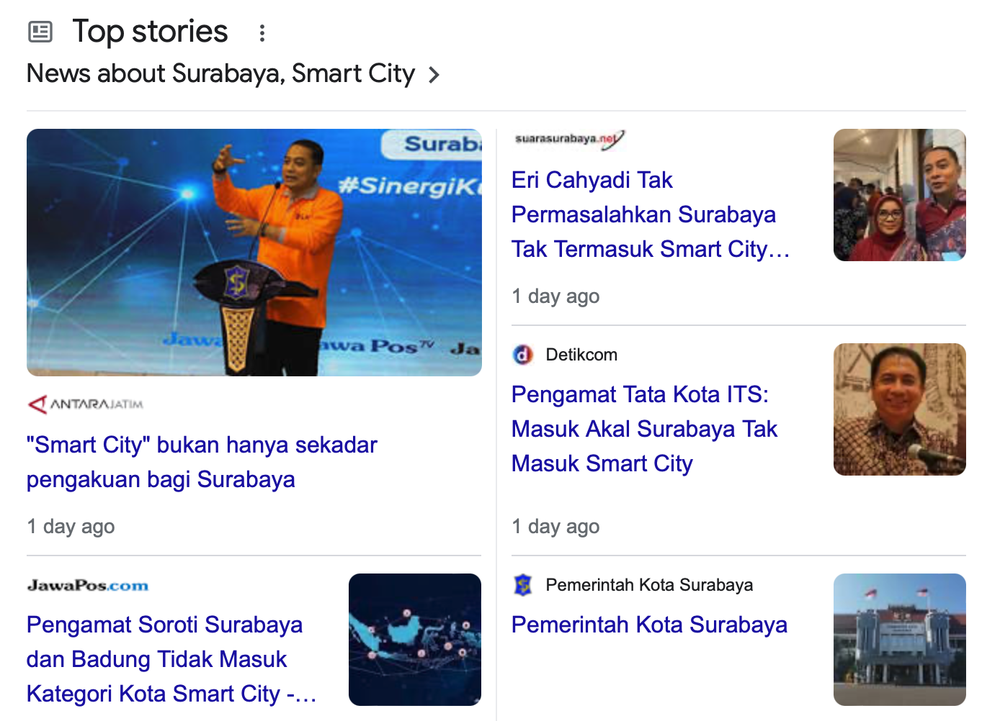 Top stories
News about Surabaya, Smart City
Surab
#SinergiK
Jawa
awa Pos TV
Ja
ANTARAJATIM
"Smart City" bukan hanya sekadar
pengakuan bagi Surabaya
1 day ago
JawaPos.com
Pengamat Soroti Surabaya
dan Badung Tidak Masuk
Kategori Kota Smart City -...
suarasurabaya.net
Eri Cahyadi Tak
Permasalahkan Surabaya
Tak Termasuk Smart City...
1 day ago
Detikcom
Pengamat Tata Kota ITS:
Masuk Akal Surabaya Tak
Masuk Smart City
1 day ago
Pemerintah Kota Surabaya
Pemerintah Kota Surabaya